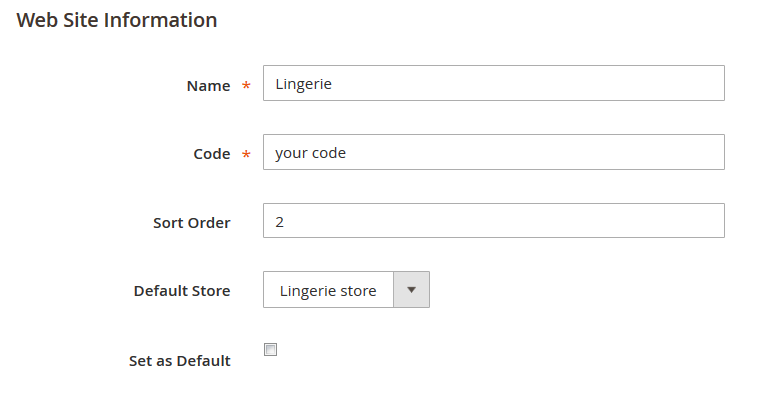 Web Site Information
Name * Lingerie
Code * your code
Sort Order 2
Default Store Lingerie store
Set as Default